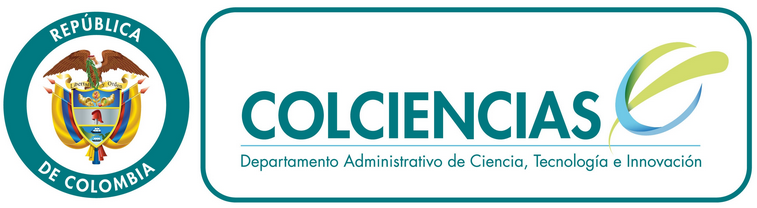 REPÚBLICA
DE COLOMBIA
COLCIENCIAS
Departamento Administrativo de Ciencia, Tecnología e Innovación